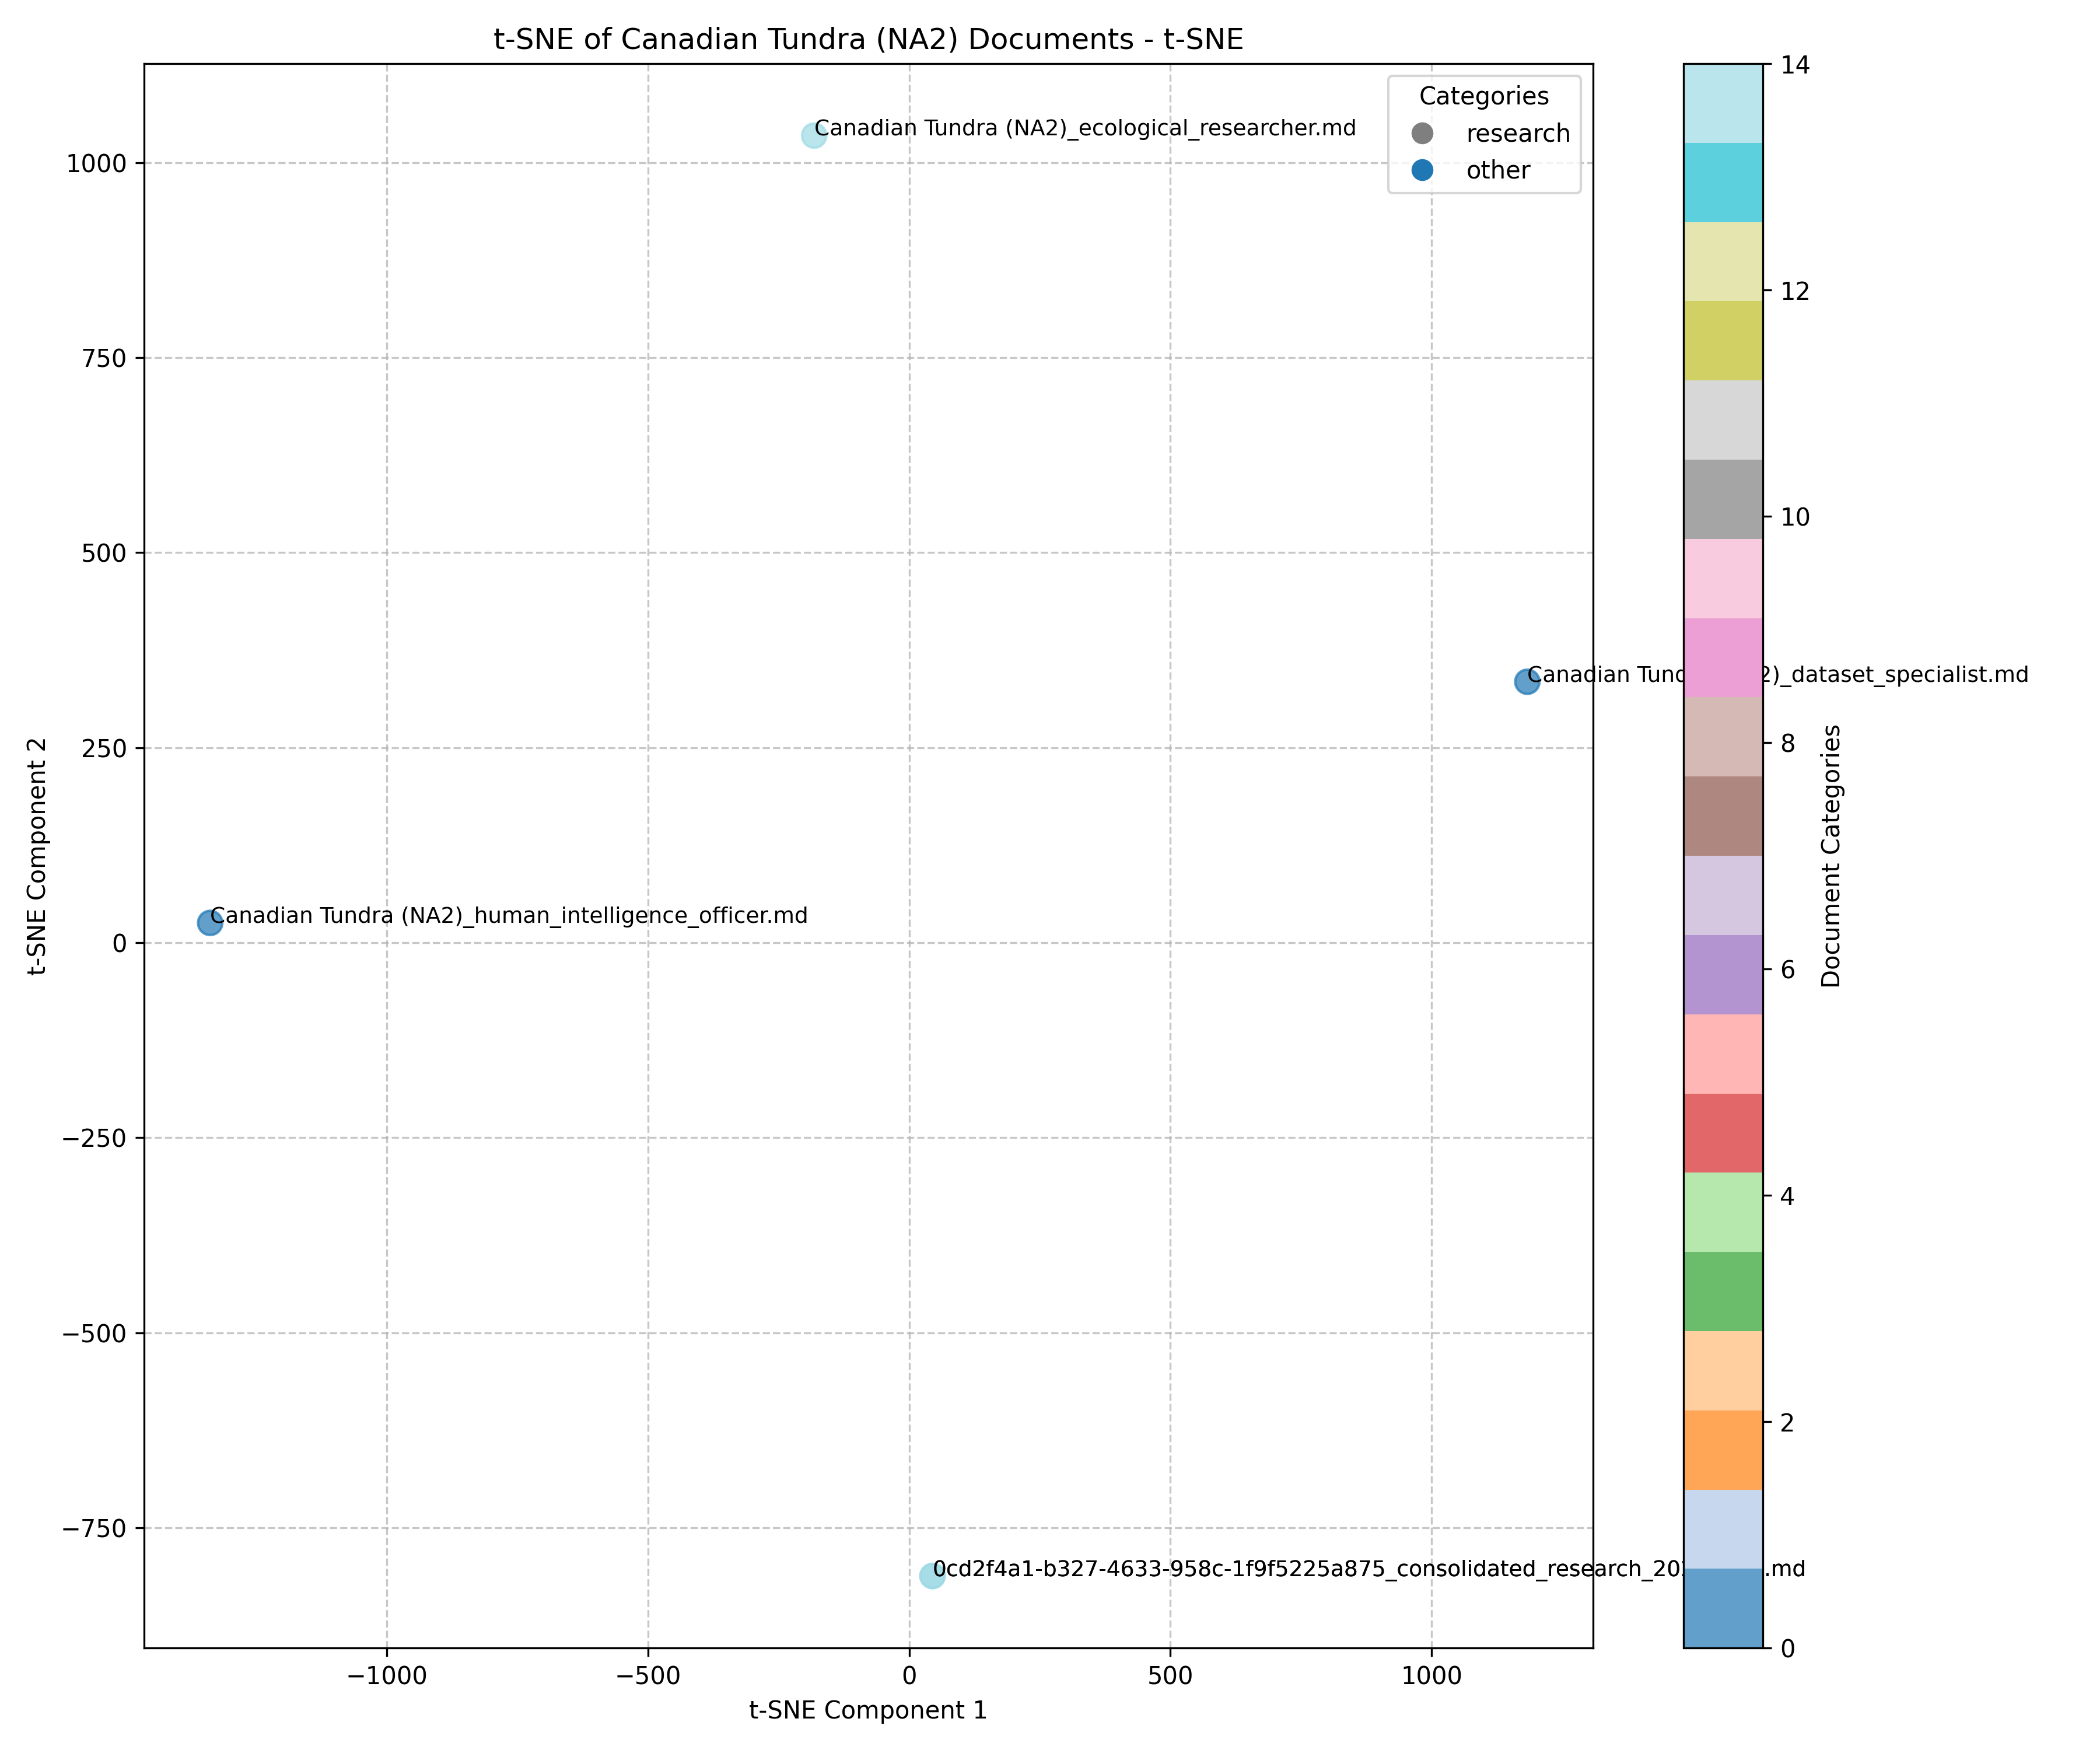 t-SNE of Canadian Tundra (NA2) Documents - t-SNE
Categories
research
other
Canadian Tundra (NA2)_ecological_researcher.md
Canadian Tund 2)_dataset_specialist.md
Canadian Tundra (NA2)_human_intelligence_officer.md
0cd2f4a1-b327-4633-958c-1f9f5225a875_consolidated_research_20 .md
1000
750
500
250
0
−250
−500
−750
t-SNE Component 2
−1000
−500
0
500
1000
t-SNE Component 1
14
12
10
8
6
4
2
0
Document Categories